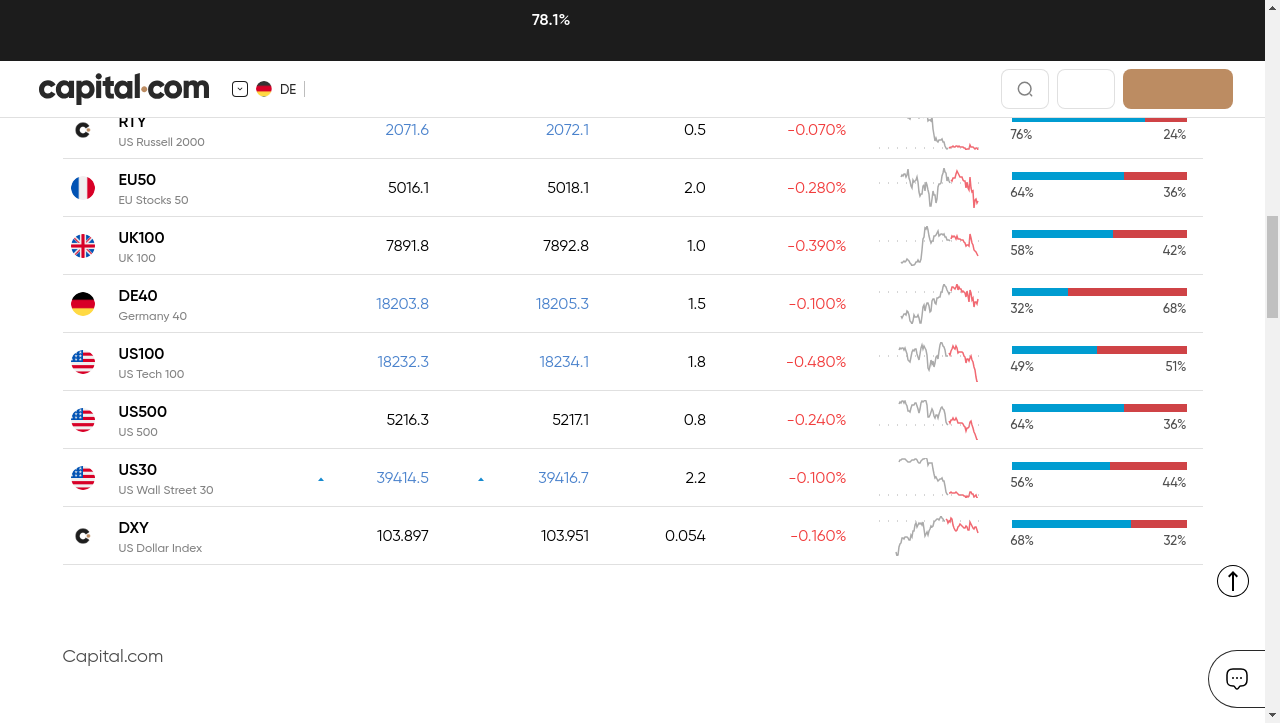 78.1%
capital.com
DE
RTY
2071.6 2072.1 0.5 -0.070%
US Russell 2000
76% 24%
EU50
5016.1 5018.1 2.0 -0.280%
EU Stocks 50
64% 36%
UK100
7891.8 7892.8 1.0 -0.390%
UK 100
58% 42%
DE40
18203.8 18205.3 1.5 -0.100%
Germany 40
32% 68%
US100
18232.3 18234.1 1.8 -0.480%
US Tech 100
49% 51%
US500
5216.3 5217.1 0.8 -0.240%
US 500
64% 36%
US30
39414.5 39416.7 2.2 -0.100%
US Wall Street 30
56% 44%
DXY
103.897 103.951 0.054 -0.160%
US Dollar Index
68% 32%
Capital.com